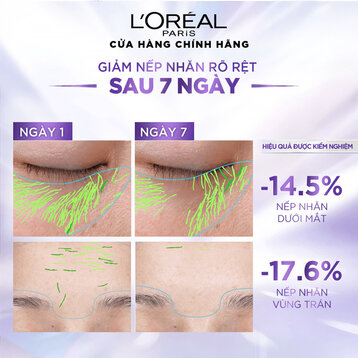 L'ORÉAL
PARIS
CỬA HÀNG CHÍNH HÃNG
GIẢM NẾP NHĂN RÕ RỆT
SAU 7 NGÀY
NGÀY 1
NGÀY 7
HIỆU QUẢ ĐƯỢC KIỂM NGHIỆM
-14.5%
NẾP NHĂN
DƯỚI MẮT
-17.6%
NẾP NHĂN
VÙNG TRÁN